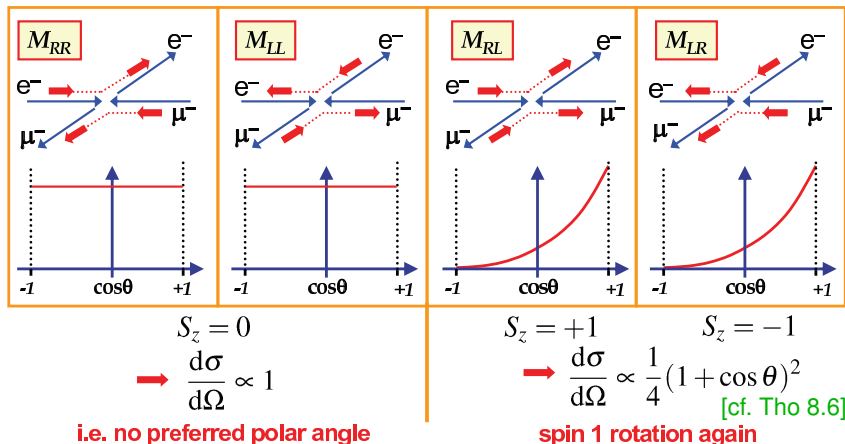 M_RR
e⁻
e⁻
μ⁻
μ⁻
-1
cosθ
+1
M_LL
e⁻
e⁻
μ⁻
μ⁻
-1
cosθ
+1
M_RL
e⁻
e⁻
μ⁻
μ⁻
-1
cosθ
+1
M_LR
e⁻
e⁻
μ⁻
μ⁻
-1
cosθ
+1
S_z = 0
dσ/dΩ ∝ 1
i.e. no preferred polar angle
S_z = +1
S_z = −1
dσ/dΩ ∝ 1/4 (1 + cos θ)²
[cf. Tho 8.6]
spin 1 rotation again